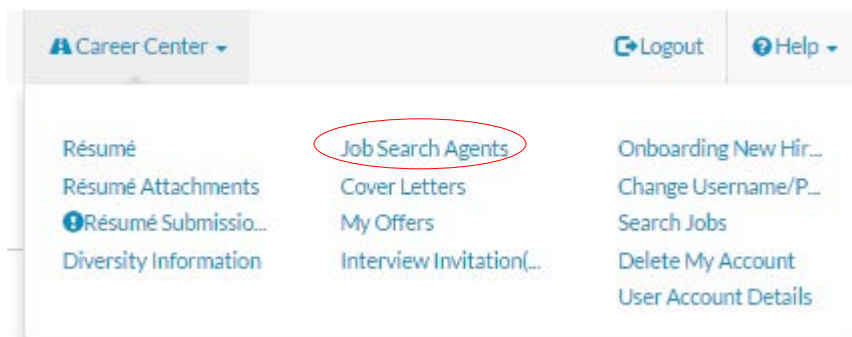 Career Center
Logout
Help
Résumé
Résumé Attachments
Résumé Submissio...
Diversity Information
Job Search Agents
Cover Letters
My Offers
Interview Invitation(...
Onboarding New Hir...
Change Username/P...
Search Jobs
Delete My Account
User Account Details